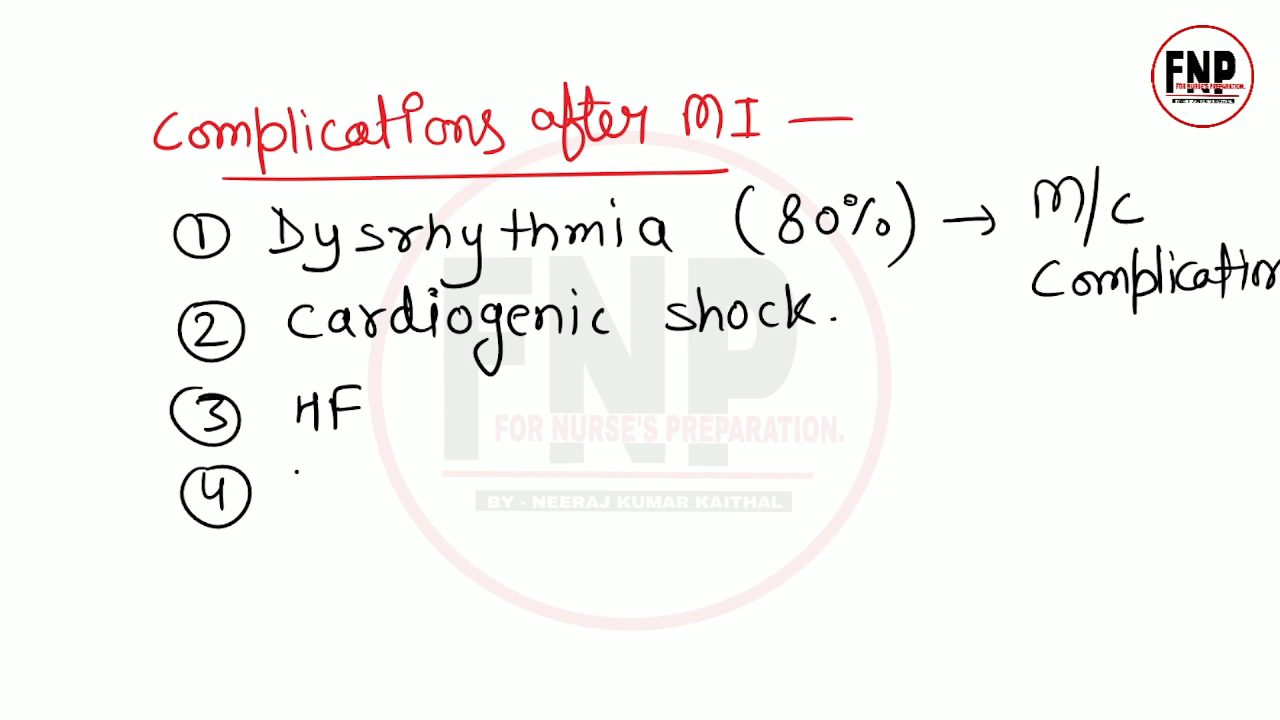 FNP
FOR NURSE'S PREPARATION.
Complications after MI —
① Dysrhythmia (80%) → M/C Complication
② Cardiogenic shock.
③ HF
④
FNP
FOR NURSE'S PREPARATION.
BY - NEERAJ KUMAR KAITHAL